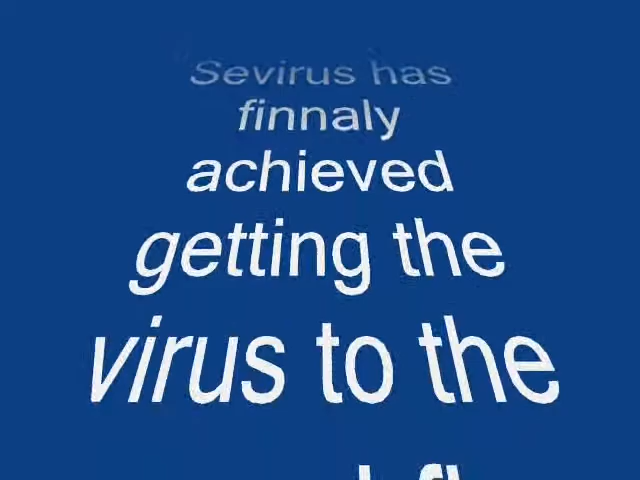 Sevirus has
finnaly
achieved
getting the
virus to the